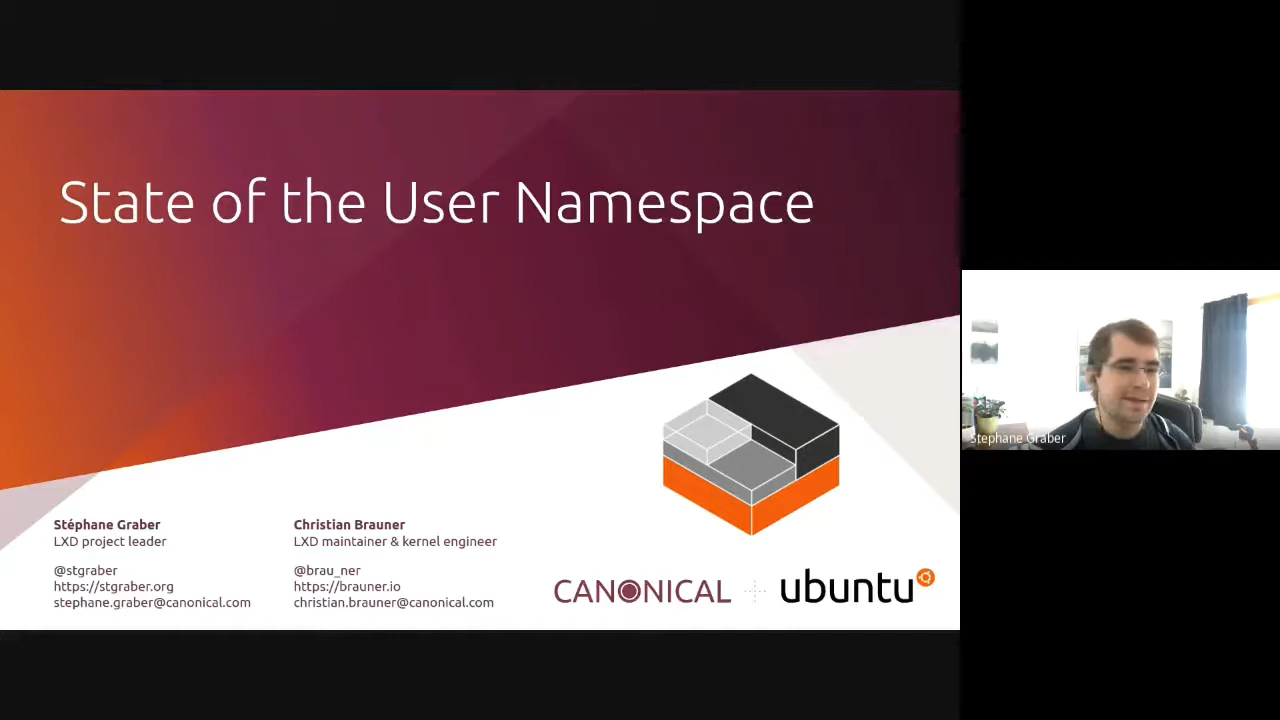 State of the User Namespace
Stéphane Graber
LXD project leader
@stgraber
https://stgraber.org
stephane.graber@canonical.com
Christian Brauner
LXD maintainer & kernel engineer
@brau_ner
https://brauner.io
christian.brauner@canonical.com
CANONICAL
ubuntu
Stephane Graber